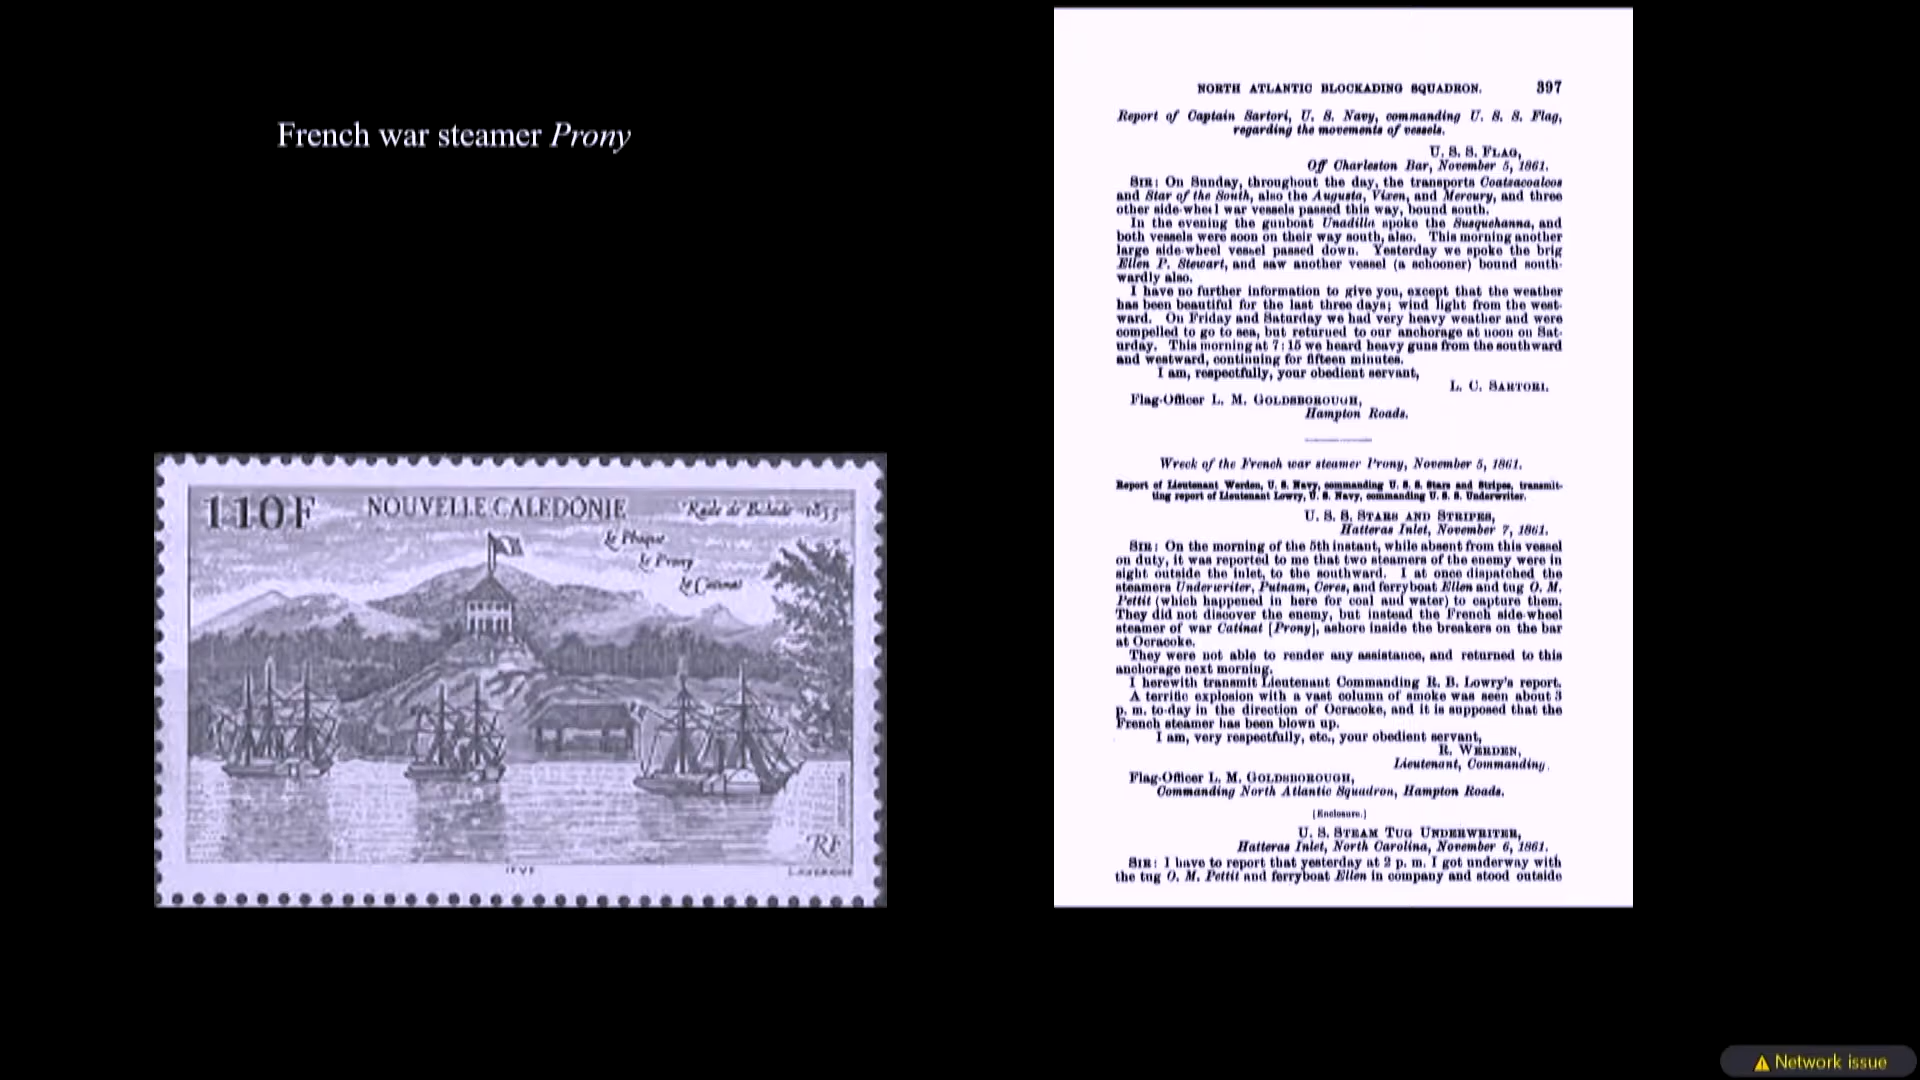 French war steamer Prony
110F NOUVELLE CALEDONIE Rade de Balade 1853
Le Phoque
Le Prony
Le Catinat
RF
NORTH ATLANTIC BLOCKADING SQUADRON. 397
Report of Captain Sartori, U. S. Navy, commanding U. S. S. Flag,
regarding the movements of vessels.
U. S. S. FLAG,
Off Charleston Bar, November 5, 1861.
SIR: On Sunday, throughout the day, the transports Coatzacoalcos
and Star of the South, also the Augusta, Vixen, and Mercury, and three
other side-wheel war vessels passed this way, bound south.
In the evening the gunboat Unadilla spoke the Susquehanna, and
both vessels were soon on their way south, also. This morning another
large side-wheel vessel passed down. Yesterday we spoke the brig
Ellen P. Stewart, and saw another vessel (a schooner) bound south-
wardly also.
I have no further information to give you, except that the weather
has been beautiful for the last three days; wind light from the west-
ward. On Friday and Saturday we had very heavy weather and were
compelled to go to sea, but returned to our anchorage at noon on Sat-
urday. This morning at 7:15 we heard heavy guns from the southward
and westward, continuing for fifteen minutes.
I am, respectfully, your obedient servant,
L. C. SARTORI.
Flag-Officer L. M. GOLDSBOROUGH,
Hampton Roads.
Wreck of the French war steamer Prony, November 5, 1861.
Report of Lieutenant Werden, U. S. Navy, commanding U. S. S. Stars and Stripes, transmit-
ting report of Lieutenant Lowry, U. S. Navy, commanding U. S. S. Underwriter.
U. S. S. STARS AND STRIPES,
Hatteras Inlet, November 7, 1861.
SIR: On the morning of the 5th instant, while absent from this vessel
on duty, it was reported to me that two steamers of the enemy were in
sight outside the inlet, to the southward. I at once dispatched the
steamers Underwriter, Putnam, Ceres, and ferryboat Ellen and tug O. M.
Pettit (which happened in here for coal and water) to capture them.
They did not discover the enemy, but instead the French side-wheel
steamer of war Catinat [Prony], ashore inside the breakers on the bar
at Ocracoke.
They were not able to render any assistance, and returned to this
anchorage next morning.
I herewith transmit Lieutenant Commanding R. B. Lowry's report.
A terrific explosion with a vast column of smoke was seen about 3
p. m. to-day in the direction of Ocracoke, and it is supposed that the
French steamer has been blown up.
I am, very respectfully, etc., your obedient servant,
R. WERDEN,
Lieutenant, Commanding.
Flag-Officer L. M. GOLDSBOROUGH,
Commanding North Atlantic Squadron, Hampton Roads.
[Enclosure.]
U. S. STEAM TUG UNDERWRITER,
Hatteras Inlet, North Carolina, November 6, 1861.
SIR: I have to report that yesterday at 2 p. m. I got underway with
the tug O. M. Pettit and ferryboat Ellen in company and stood outside
Network issue